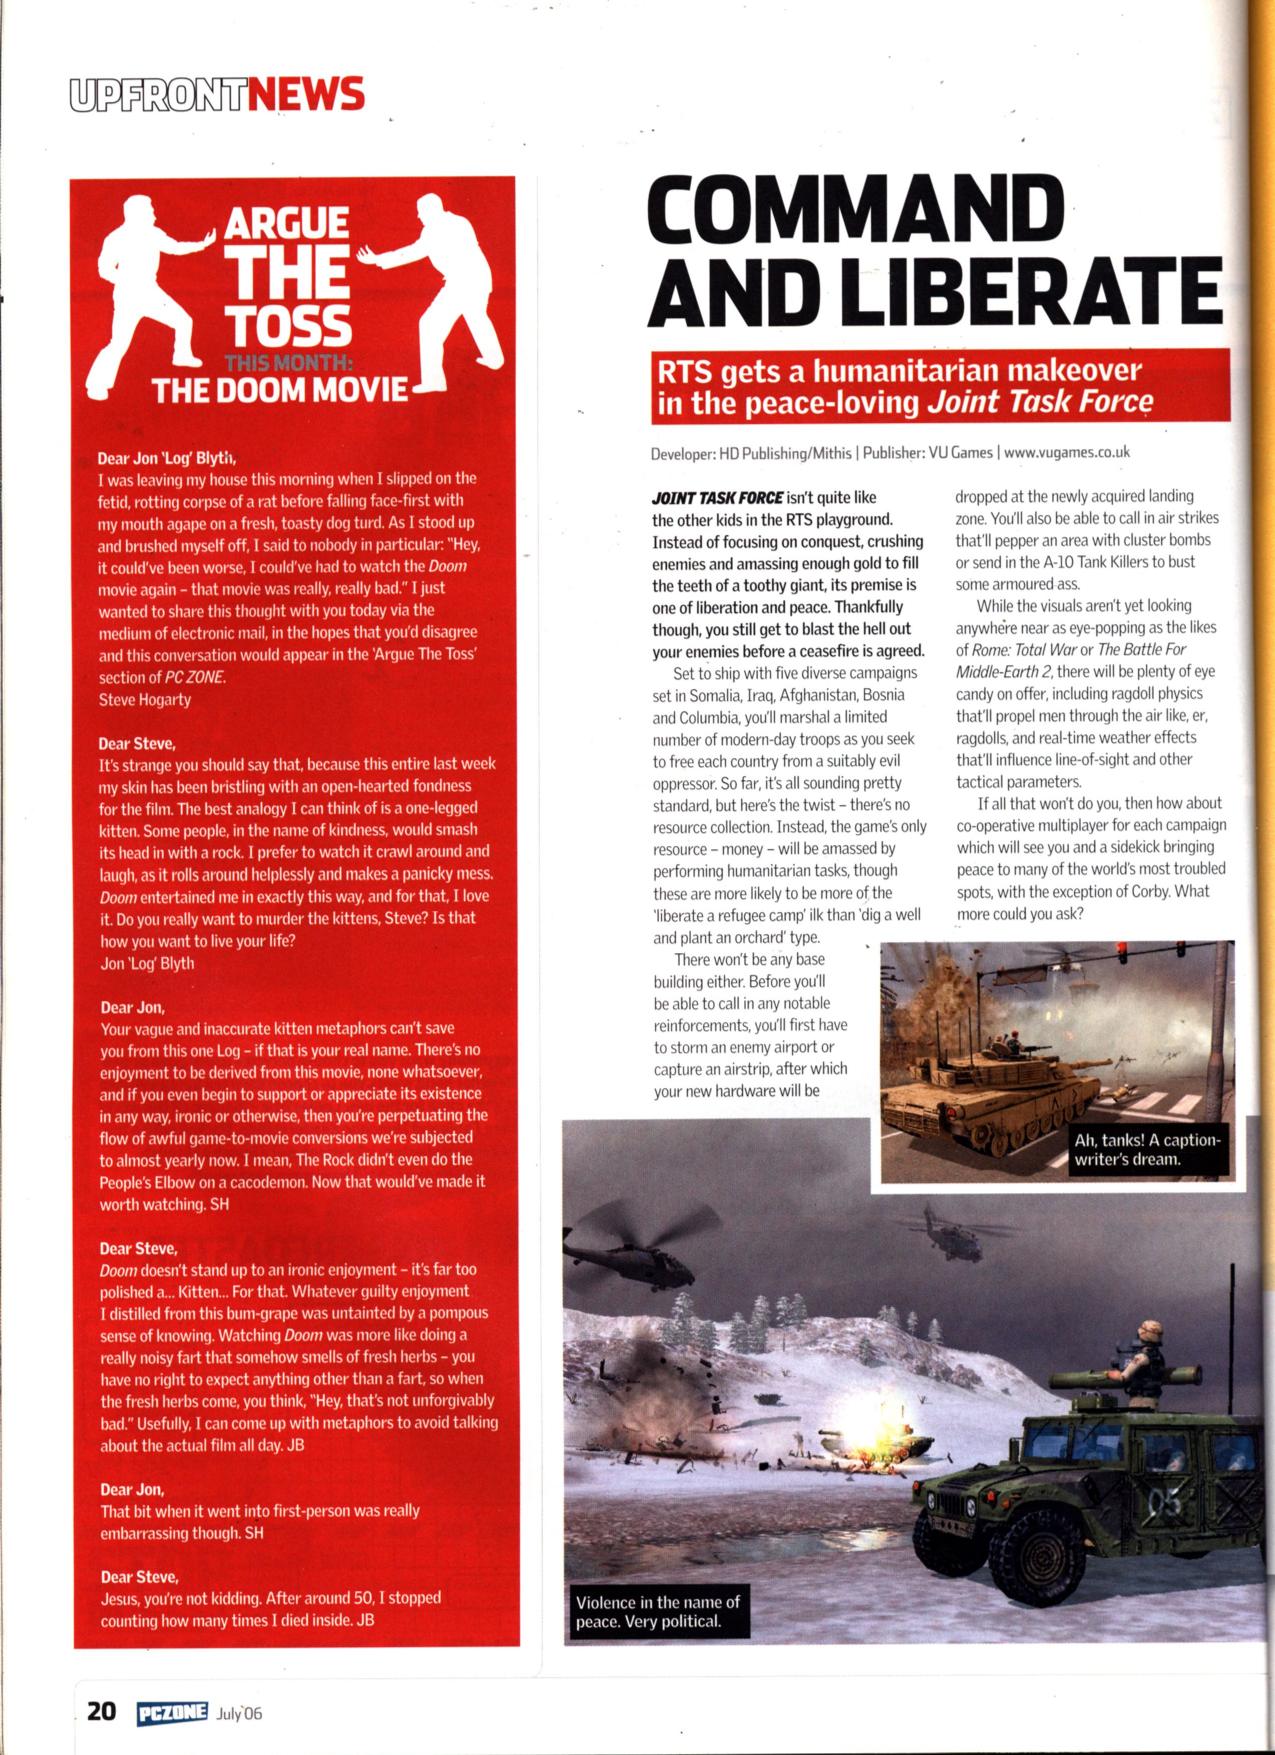 UPFRONTNEWS
ARGUE
THE
TOSS
THIS MONTH:
THE DOOM MOVIE
Dear Jon 'Log' Blyth,
I was leaving my house this morning when I slipped on the
fetid, rotting corpse of a rat before falling face-first with
my mouth agape on a fresh, toasty dog turd. As I stood up
and brushed myself off, I said to nobody in particular: "Hey,
it could've been worse, I could've had to watch the Doom
movie again – that movie was really, really bad." I just
wanted to share this thought with you today via the
medium of electronic mail, in the hopes that you'd disagree
and this conversation would appear in the 'Argue The Toss'
section of PC ZONE.
Steve Hogarty
Dear Steve,
It's strange you should say that, because this entire last week
my skin has been bristling with an open-hearted fondness
for the film. The best analogy I can think of is a one-legged
kitten. Some people, in the name of kindness, would smash
its head in with a rock. I prefer to watch it crawl around and
laugh, as it rolls around helplessly and makes a panicky mess.
Doom entertained me in exactly this way, and for that, I love
it. Do you really want to murder the kittens, Steve? Is that
how you want to live your life?
Jon 'Log' Blyth
Dear Jon,
Your vague and inaccurate kitten metaphors can't save
you from this one Log – if that is your real name. There's no
enjoyment to be derived from this movie, none whatsoever,
and if you even begin to support or appreciate its existence
in any way, ironic or otherwise, then you're perpetuating the
flow of awful game-to-movie conversions we're subjected
to almost yearly now. I mean, The Rock didn't even do the
People's Elbow on a cacodemon. Now that would've made it
worth watching. SH
Dear Steve,
Doom doesn't stand up to an ironic enjoyment – it's far too
polished a... Kitten... For that. Whatever guilty enjoyment
I distilled from this bum-grape was untainted by a pompous
sense of knowing. Watching Doom was more like doing a
really noisy fart that somehow smells of fresh herbs – you
have no right to expect anything other than a fart, so when
the fresh herbs come, you think, "Hey, that's not unforgivably
bad." Usefully, I can come up with metaphors to avoid talking
about the actual film all day. JB
Dear Jon,
That bit when it went into first-person was really
embarrassing though. SH
Dear Steve,
Jesus, you're not kidding. After around 50, I stopped
counting how many times I died inside. JB
COMMAND
AND LIBERATE
RTS gets a humanitarian makeover
in the peace-loving Joint Task Force
Developer: HD Publishing/Mithis | Publisher: VU Games | www.vugames.co.uk
JOINT TASK FORCE isn't quite like
the other kids in the RTS playground.
Instead of focusing on conquest, crushing
enemies and amassing enough gold to fill
the teeth of a toothy giant, its premise is
one of liberation and peace. Thankfully
though, you still get to blast the hell out
your enemies before a ceasefire is agreed.
Set to ship with five diverse campaigns
set in Somalia, Iraq, Afghanistan, Bosnia
and Columbia, you'll marshal a limited
number of modern-day troops as you seek
to free each country from a suitably evil
oppressor. So far, it's all sounding pretty
standard, but here's the twist – there's no
resource collection. Instead, the game's only
resource – money – will be amassed by
performing humanitarian tasks, though
these are more likely to be more of the
'liberate a refugee camp' ilk than 'dig a well
and plant an orchard' type.
There won't be any base
building either. Before you'll
be able to call in any notable
reinforcements, you'll first have
to storm an enemy airport or
capture an airstrip, after which
your new hardware will be
dropped at the newly acquired landing
zone. You'll also be able to call in air strikes
that'll pepper an area with cluster bombs
or send in the A-10 Tank Killers to bust
some armoured ass.
While the visuals aren't yet looking
anywhere near as eye-popping as the likes
of Rome: Total War or The Battle For
Middle-Earth 2, there will be plenty of eye
candy on offer, including ragdoll physics
that'll propel men through the air like, er,
ragdolls, and real-time weather effects
that'll influence line-of-sight and other
tactical parameters.
If all that won't do you, then how about
co-operative multiplayer for each campaign
which will see you and a sidekick bringing
peace to many of the world's most troubled
spots, with the exception of Corby. What
more could you ask?
Ah, tanks! A caption-
writer's dream.
05
Violence in the name of
peace. Very political.
20 PCZONE July'06